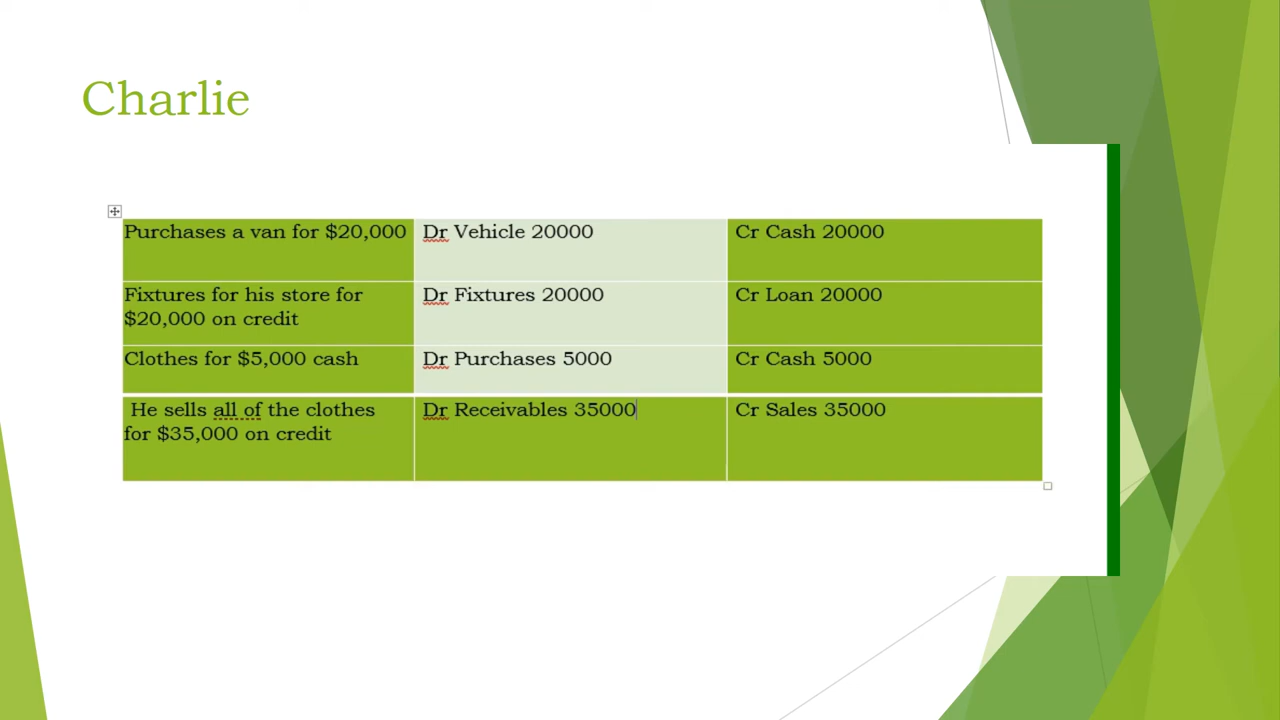 Charlie
Purchases a van for $20,000
Dr Vehicle 20000
Cr Cash 20000
Fixtures for his store for
$20,000 on credit
Dr Fixtures 20000
Cr Loan 20000
Clothes for $5,000 cash
Dr Purchases 5000
Cr Cash 5000
He sells all of the clothes
for $35,000 on credit
Dr Receivables 35000
Cr Sales 35000